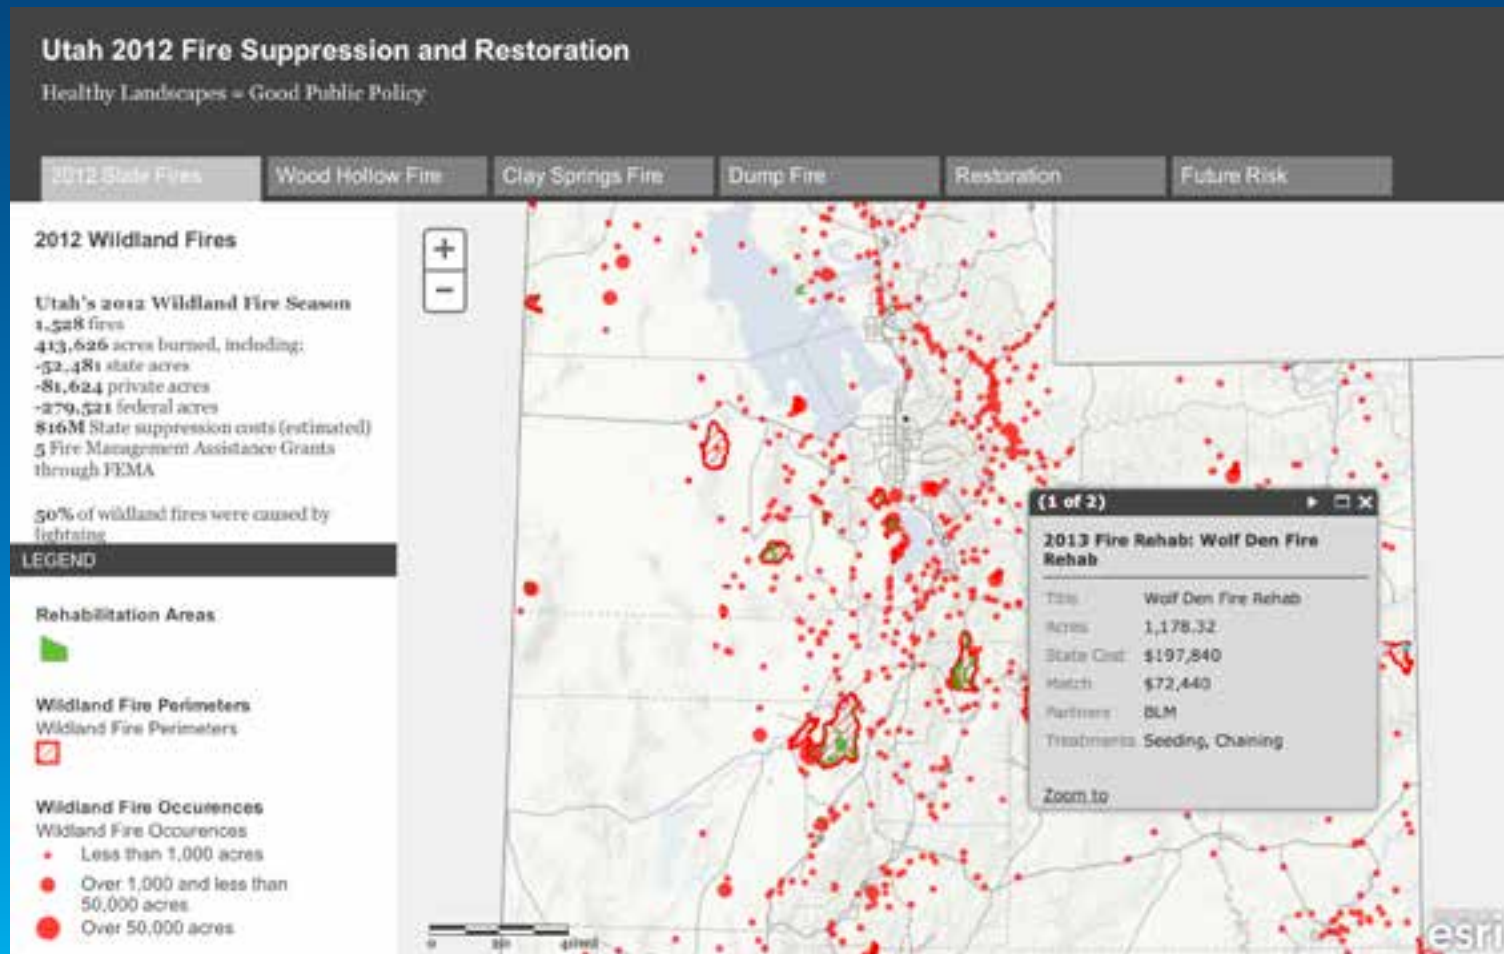 Utah 2012 Fire Suppression and Restoration
Healthy Landscapes = Good Public Policy
2012 State Fires
Wood Hollow Fire
Clay Springs Fire
Dump Fire
Restoration
Future Risk
2012 Wildland Fires
Utah's 2012 Wildland Fire Season
1,528 fires
413,626 acres burned, including:
-52,481 state acres
-81,624 private acres
-279,521 federal acres
$16M State suppression costs (estimated)
5 Fire Management Assistance Grants
through FEMA
50% of wildland fires were caused by
lightning
LEGEND
Rehabilitation Areas
Wildland Fire Perimeters
Wildland Fire Perimeters
Wildland Fire Occurences
Wildland Fire Occurences
Less than 1,000 acres
Over 1,000 and less than
50,000 acres
Over 50,000 acres
+
−
(1 of 2)
2013 Fire Rehab: Wolf Den Fire
Rehab
Title Wolf Den Fire Rehab
Acres 1,178.32
State Cost $197,840
Match $72,440
Partners BLM
Treatments Seeding, Chaining
Zoom to
0
esri